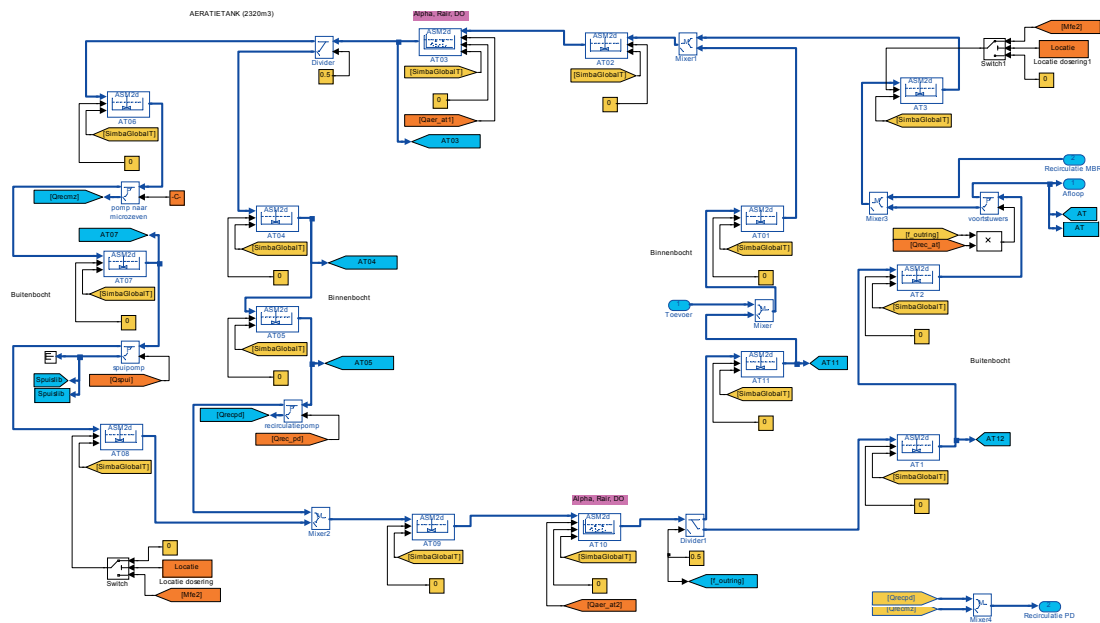 AERATIETANK (2320m3)
Alpha, Rair, DO
ASM2d
AT03
[SimbaGlobalT]
0
[Qaer_at1]
AT03
Divider
0.5
ASM2d
AT02
[SimbaGlobalT]
0
Mixer1
[Mfe2]
Locatie
Switch1
Locatie dosering1
0
ASM2d
AT3
[SimbaGlobalT]
ASM2d
AT06
[SimbaGlobalT]
0
[Qrecmz]
pomp naar
microzeven
-C-
AT07
ASM2d
AT07
[SimbaGlobalT]
0
Buitenbocht
ASM2d
AT04
[SimbaGlobalT]
0
AT04
Binnenbocht
ASM2d
AT05
[SimbaGlobalT]
0
AT05
ASM2d
AT01
[SimbaGlobalT]
0
Binnenbocht
1
Toevoer
Mixer
2
Recirculatie MBR
1
Afloop
Mixer3
voortstuwers
AT
AT
[f_outring]
[Qrec_at]
×
ASM2d
AT2
[SimbaGlobalT]
0
Buitenbocht
spuipomp
[Qspui]
Spuislib
Spuislib
[Qrecpd]
recirculatiepomp
[Qrec_pd]
ASM2d
AT11
[SimbaGlobalT]
0
AT11
ASM2d
AT08
[SimbaGlobalT]
ASM2d
AT1
[SimbaGlobalT]
0
AT12
Mixer2
ASM2d
AT09
[SimbaGlobalT]
0
Alpha, Rair, DO
ASM2d
AT10
[SimbaGlobalT]
0
[Qaer_at2]
Divider1
0.5
[f_outring]
0
Locatie
Switch
Locatie dosering
[Mfe2]
[Qrecpd]
[Qrecmz]
Mixer4
2
Recirculatie PD